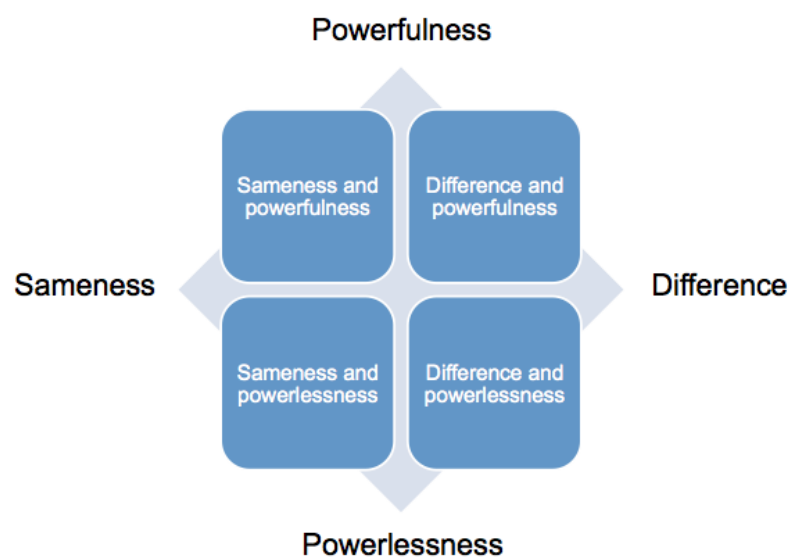 Powerfulness
Sameness and
powerfulness
Difference and
powerfulness
Sameness
Difference
Sameness and
powerlessness
Difference and
powerlessness
Powerlessness